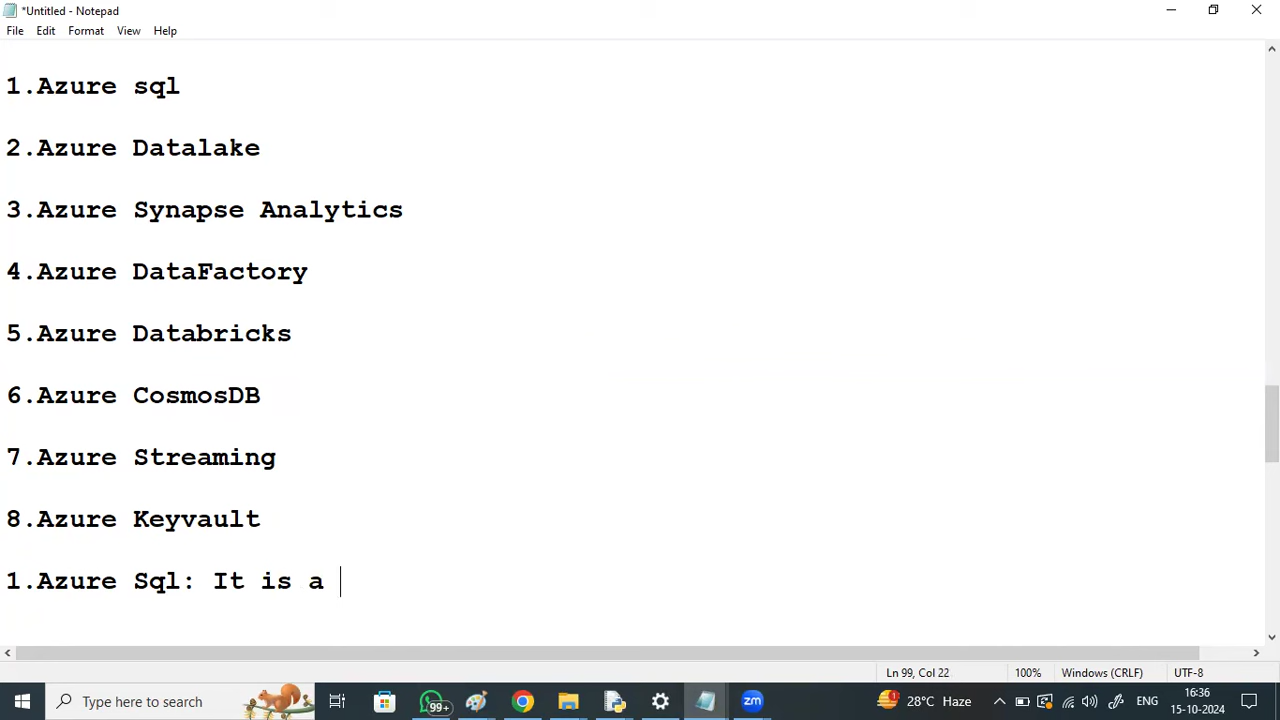 *Untitled - Notepad
File Edit Format View Help
1.Azure sql
2.Azure Datalake
3.Azure Synapse Analytics
4.Azure DataFactory
5.Azure Databricks
6.Azure CosmosDB
7.Azure Streaming
8.Azure Keyvault
1.Azure Sql: It is a
Ln 99, Col 22 100% Windows (CRLF) UTF-8
Type here to search 99+ zm 1 28°C Haze ENG 16:36
15-10-2024